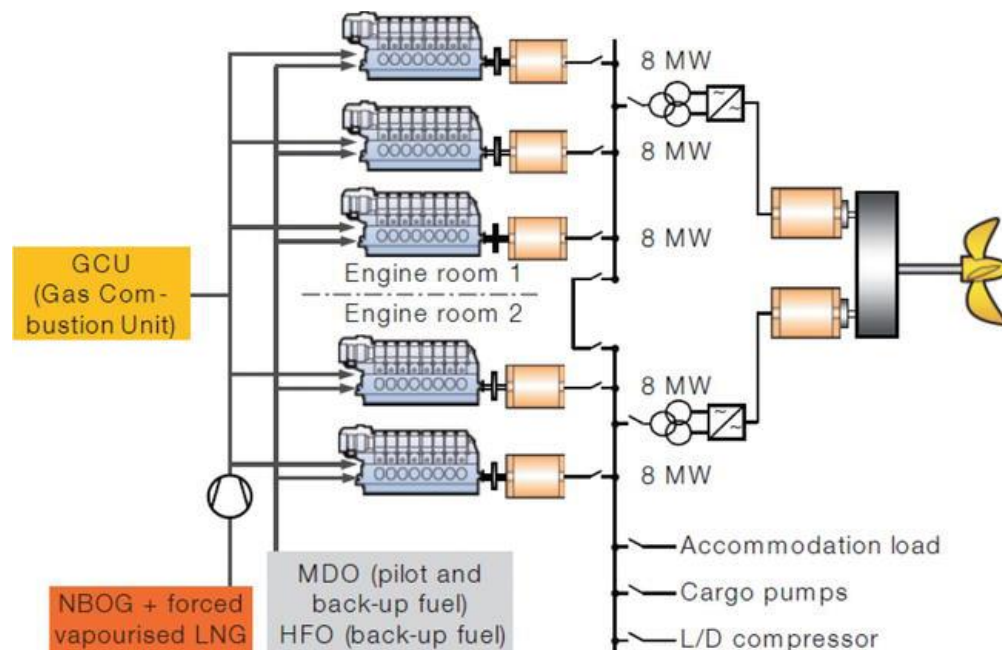 8 MW
8 MW
8 MW
GCU
(Gas Com-
bustion Unit)
Engine room 1
Engine room 2
8 MW
8 MW
NBOG + forced
vapourised LNG
MDO (pilot and
back-up fuel)
HFO (back-up fuel)
Accommodation load
Cargo pumps
L/D compressor